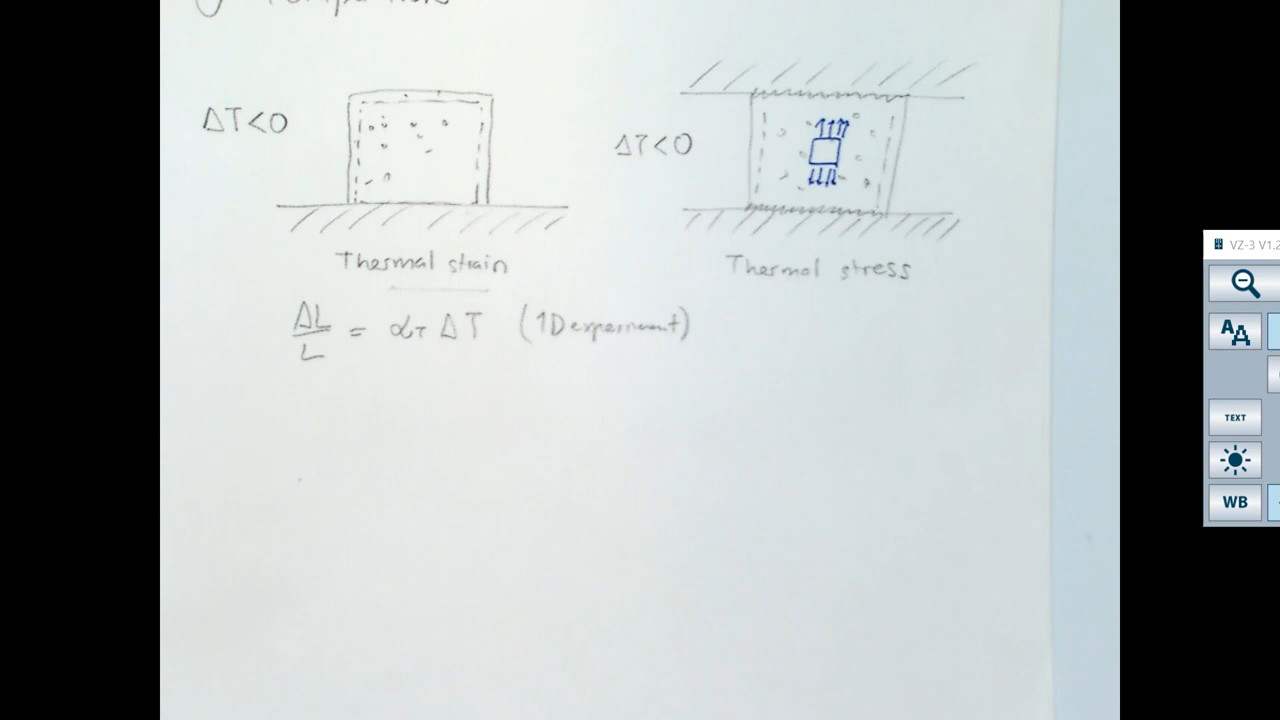 ΔT<0
ΔT<0
Thermal strain
Thermal stress
ΔL/L = α_T ΔT (1D experiment)
VZ-3 V1.2
AA
TEXT
WB